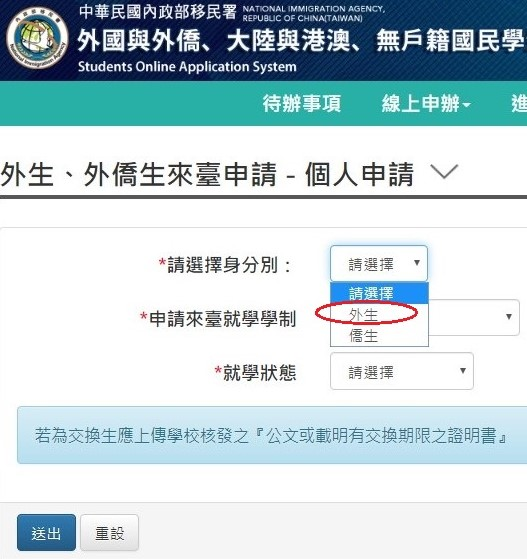 中華民國內政部移民署 NATIONAL IMMIGRATION AGENCY,
REPUBLIC OF CHINA(TAIWAN)
外國與外僑、大陸與港澳、無戶籍國民學
Students Online Application System
待辦事項 線上申辦 進
外生、外僑生來臺申請 - 個人申請
*請選擇身分別： 請選擇
請選擇
外生
*申請來臺就學學制
僑生
*就學狀態 請選擇
若為交換生應上傳學校核發之『公文或載明有交換期限之證明書』
送出 重設